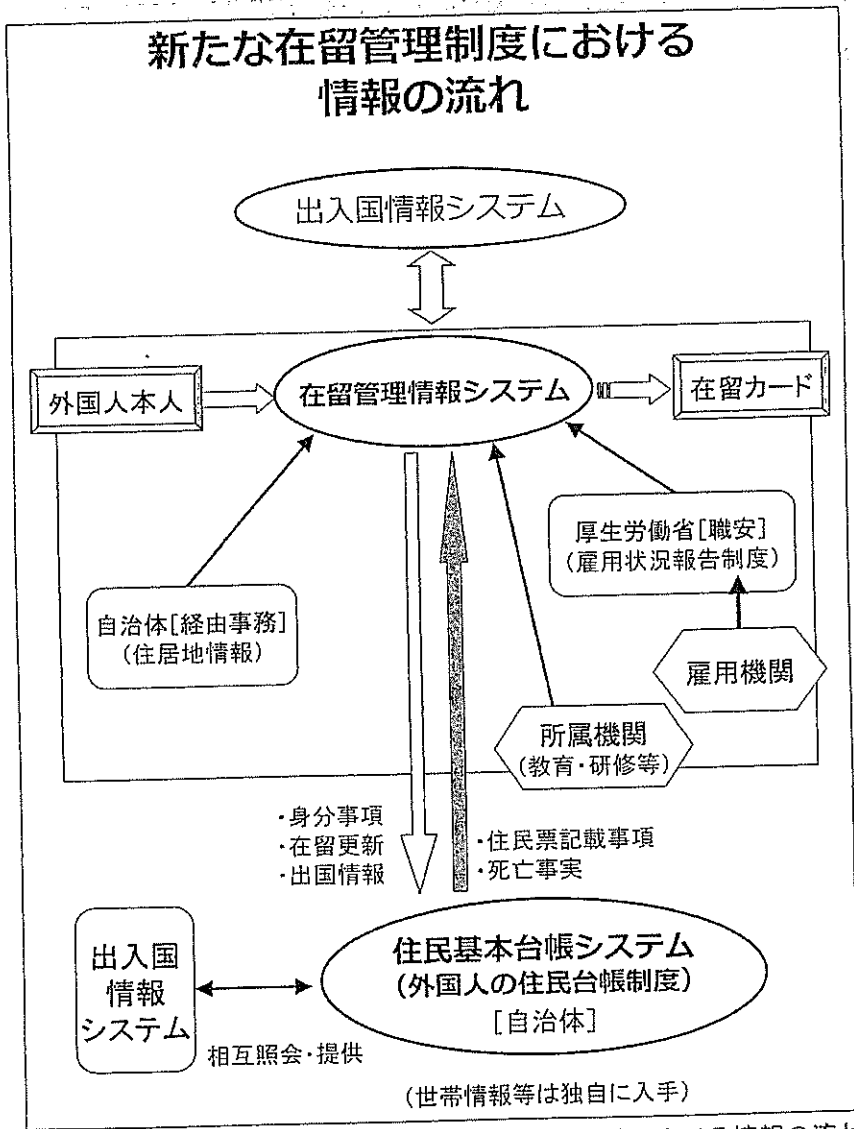 新たな在留管理制度における
情報の流れ
出入国情報システム
外国人本人
在留管理情報システム
在留カード
厚生労働省[職安]
(雇用状況報告制度)
自治体[経由事務]
(住居地情報)
雇用機関
所属機関
(教育・研修等)
・身分事項
・在留更新
・出国情報
・住民票記載事項
・死亡事実
出入国
情報
システム
相互照会・提供
住民基本台帳システム
(外国人の住民台帳制度)
[自治体]
(世帯情報等は独自に入手)
る情報の流れ